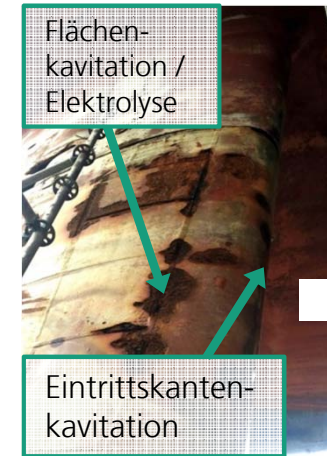 Flächen-
kavitation /
Elektrolyse
Eintrittskanten-
kavitation